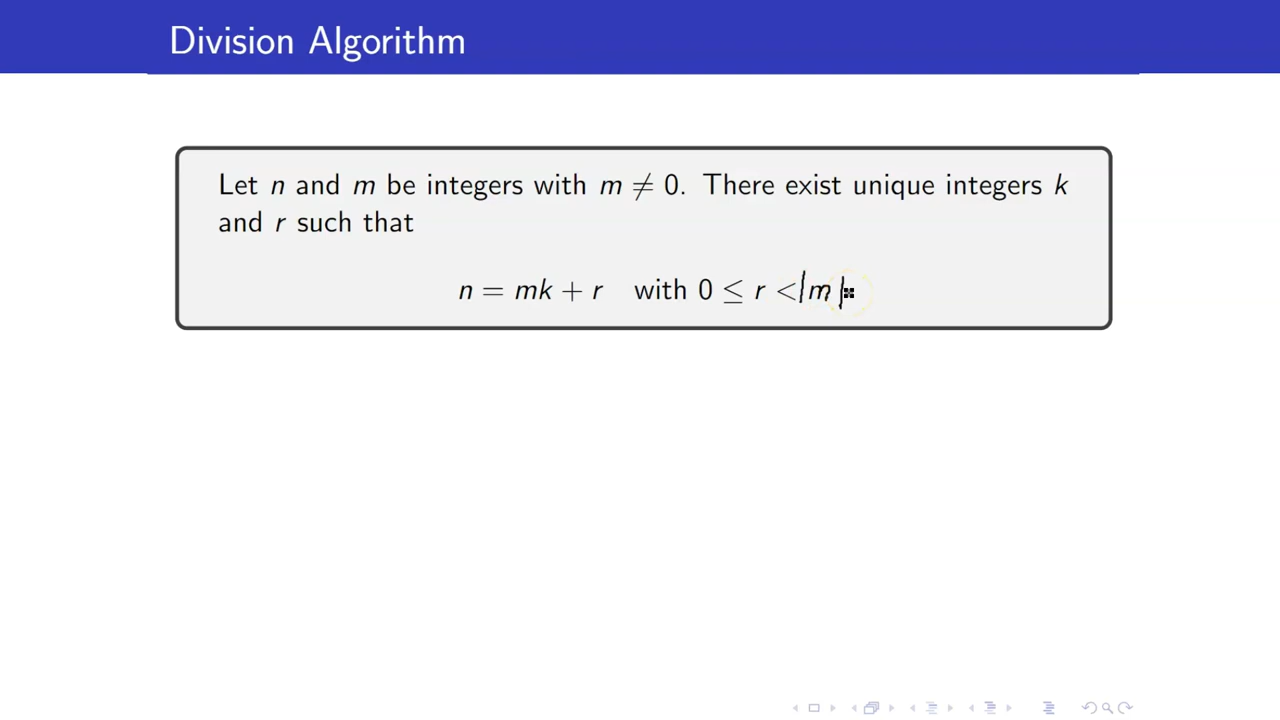 Division Algorithm
Let n and m be integers with m ≠ 0. There exist unique integers k
and r such that
n = mk + r with 0 ≤ r < |m|